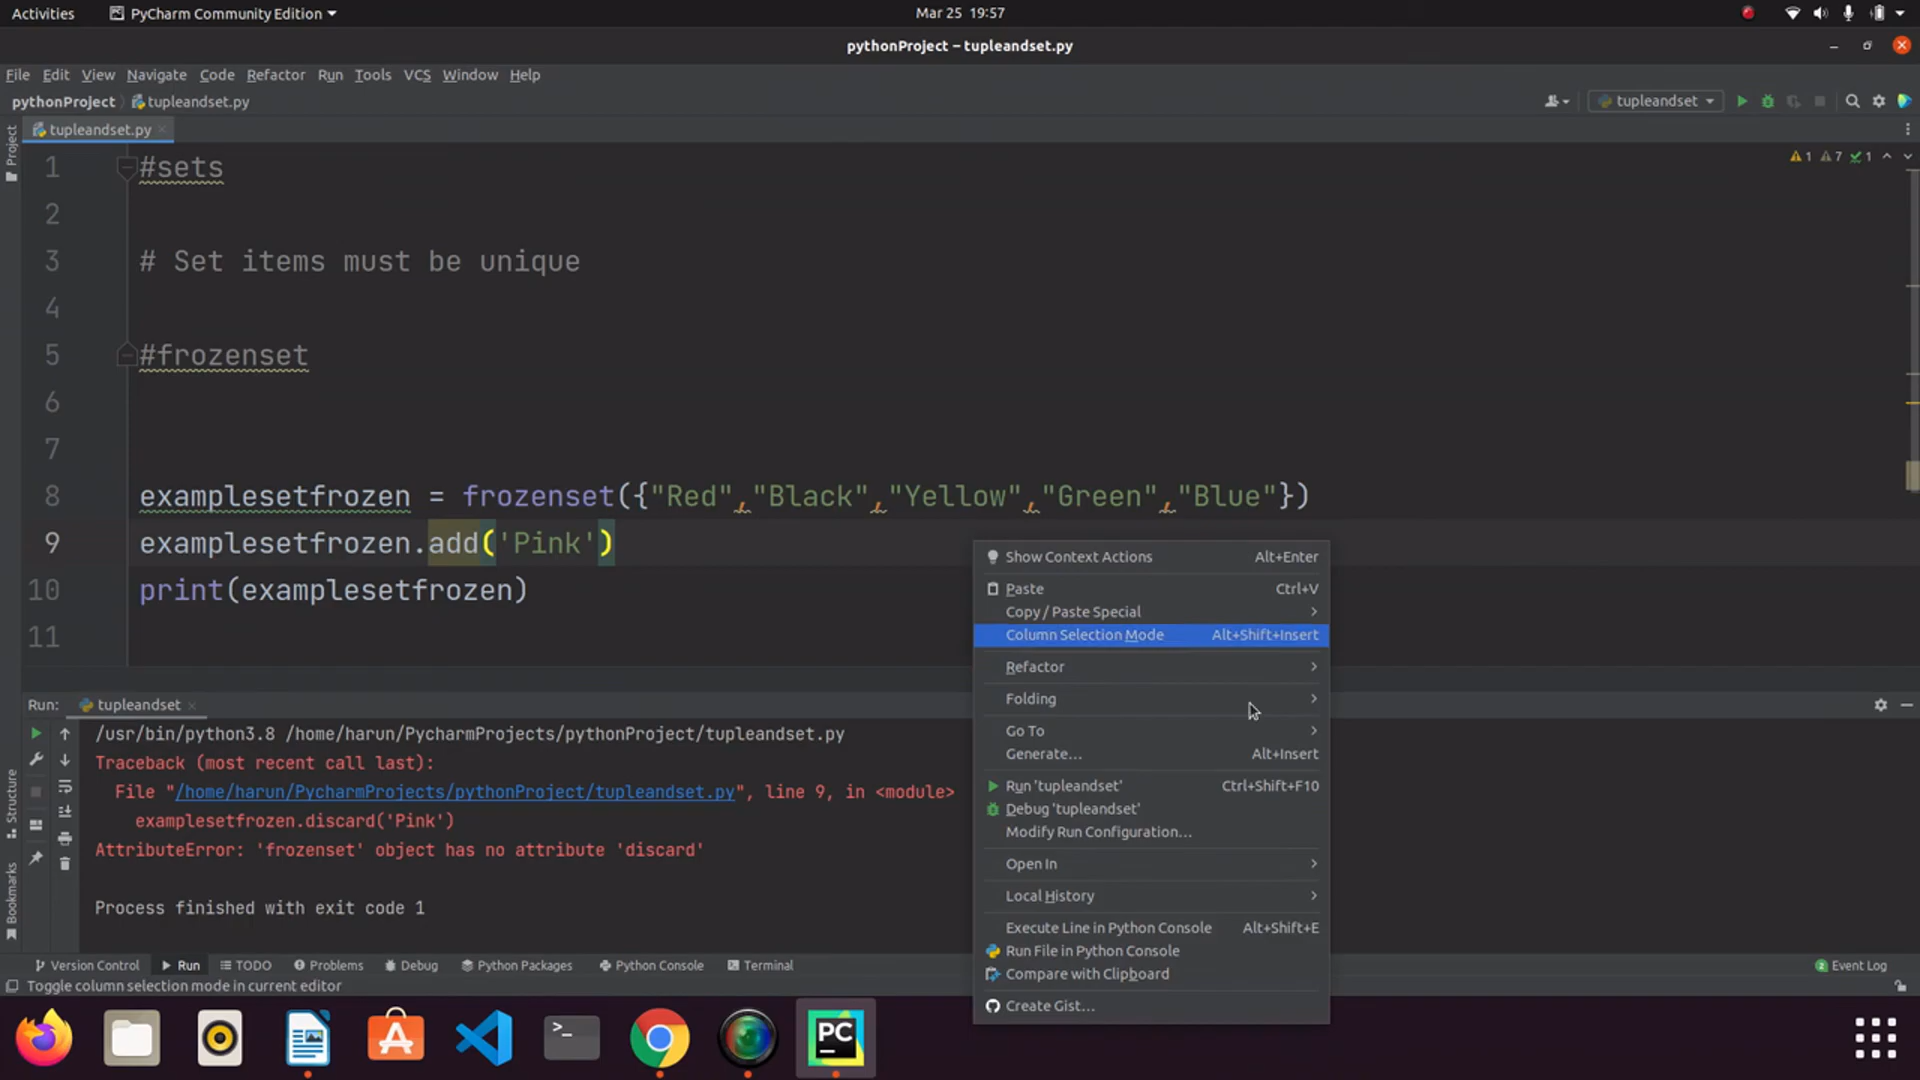 Activities
PyCharm Community Edition
Mar 25 19:57
pythonProject – tupleandset.py
File Edit View Navigate Code Refactor Run Tools VCS Window Help
pythonProject tupleandset.py
tupleandset
tupleandset.py
Project
1 7 1
1 #sets
2
3 # Set items must be unique
4
5 #frozenset
6
7
8 examplesetfrozen = frozenset({"Red","Black","Yellow","Green","Blue"})
9 examplesetfrozen.add('Pink')
10 print(examplesetfrozen)
11
Show Context Actions Alt+Enter
Paste Ctrl+V
Copy / Paste Special
Column Selection Mode Alt+Shift+Insert
Refactor
Folding
Go To
Generate... Alt+Insert
Run 'tupleandset' Ctrl+Shift+F10
Debug 'tupleandset'
Modify Run Configuration...
Open In
Local History
Execute Line in Python Console Alt+Shift+E
Run File in Python Console
Compare with Clipboard
Create Gist...
Run: tupleandset
/usr/bin/python3.8 /home/harun/PycharmProjects/pythonProject/tupleandset.py
Traceback (most recent call last):
File "/home/harun/PycharmProjects/pythonProject/tupleandset.py", line 9, in <module>
examplesetfrozen.discard('Pink')
AttributeError: 'frozenset' object has no attribute 'discard'
Process finished with exit code 1
Structure
Bookmarks
Version Control Run TODO Problems Debug Python Packages Python Console Terminal
2 Event Log
Toggle column selection mode in current editor
>_
PC